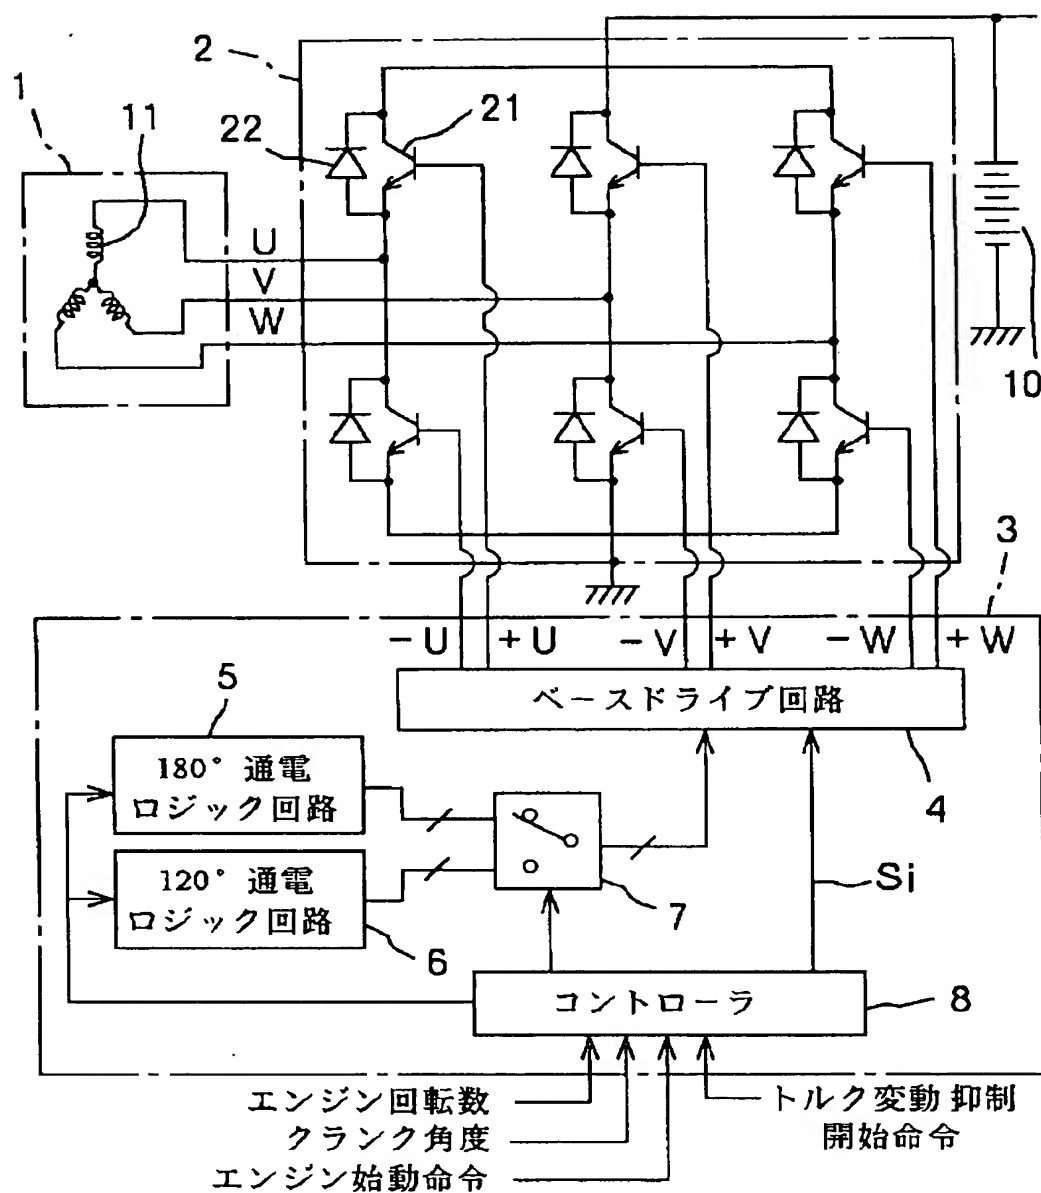 2
1
11
22
21
U
V
W
10
3
-U +U -V +V -W +W
ベースドライブ回路
5
180° 通電
ロジック回路
4
120° 通電
ロジック回路
6
7
Si
コントローラ
8
エンジン回転数
クランク角度
エンジン始動命令
トルク変動抑制
開始命令